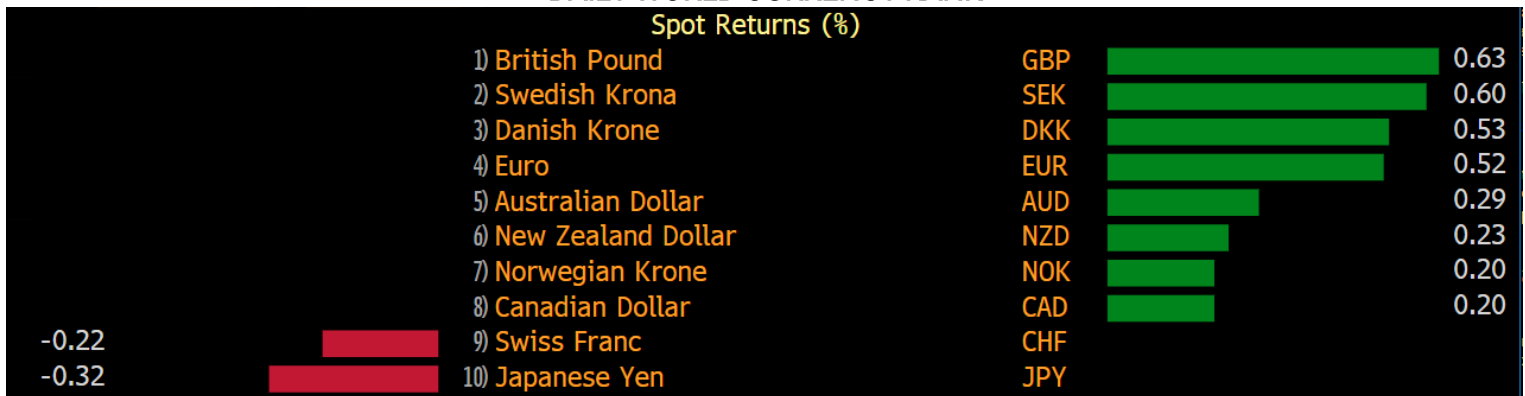 Spot Returns (%)
1) British Pound GBP 0.63
2) Swedish Krona SEK 0.60
3) Danish Krone DKK 0.53
4) Euro EUR 0.52
5) Australian Dollar AUD 0.29
6) New Zealand Dollar NZD 0.23
7) Norwegian Krone NOK 0.20
8) Canadian Dollar CAD 0.20
-0.22 9) Swiss Franc CHF
-0.32 10) Japanese Yen JPY